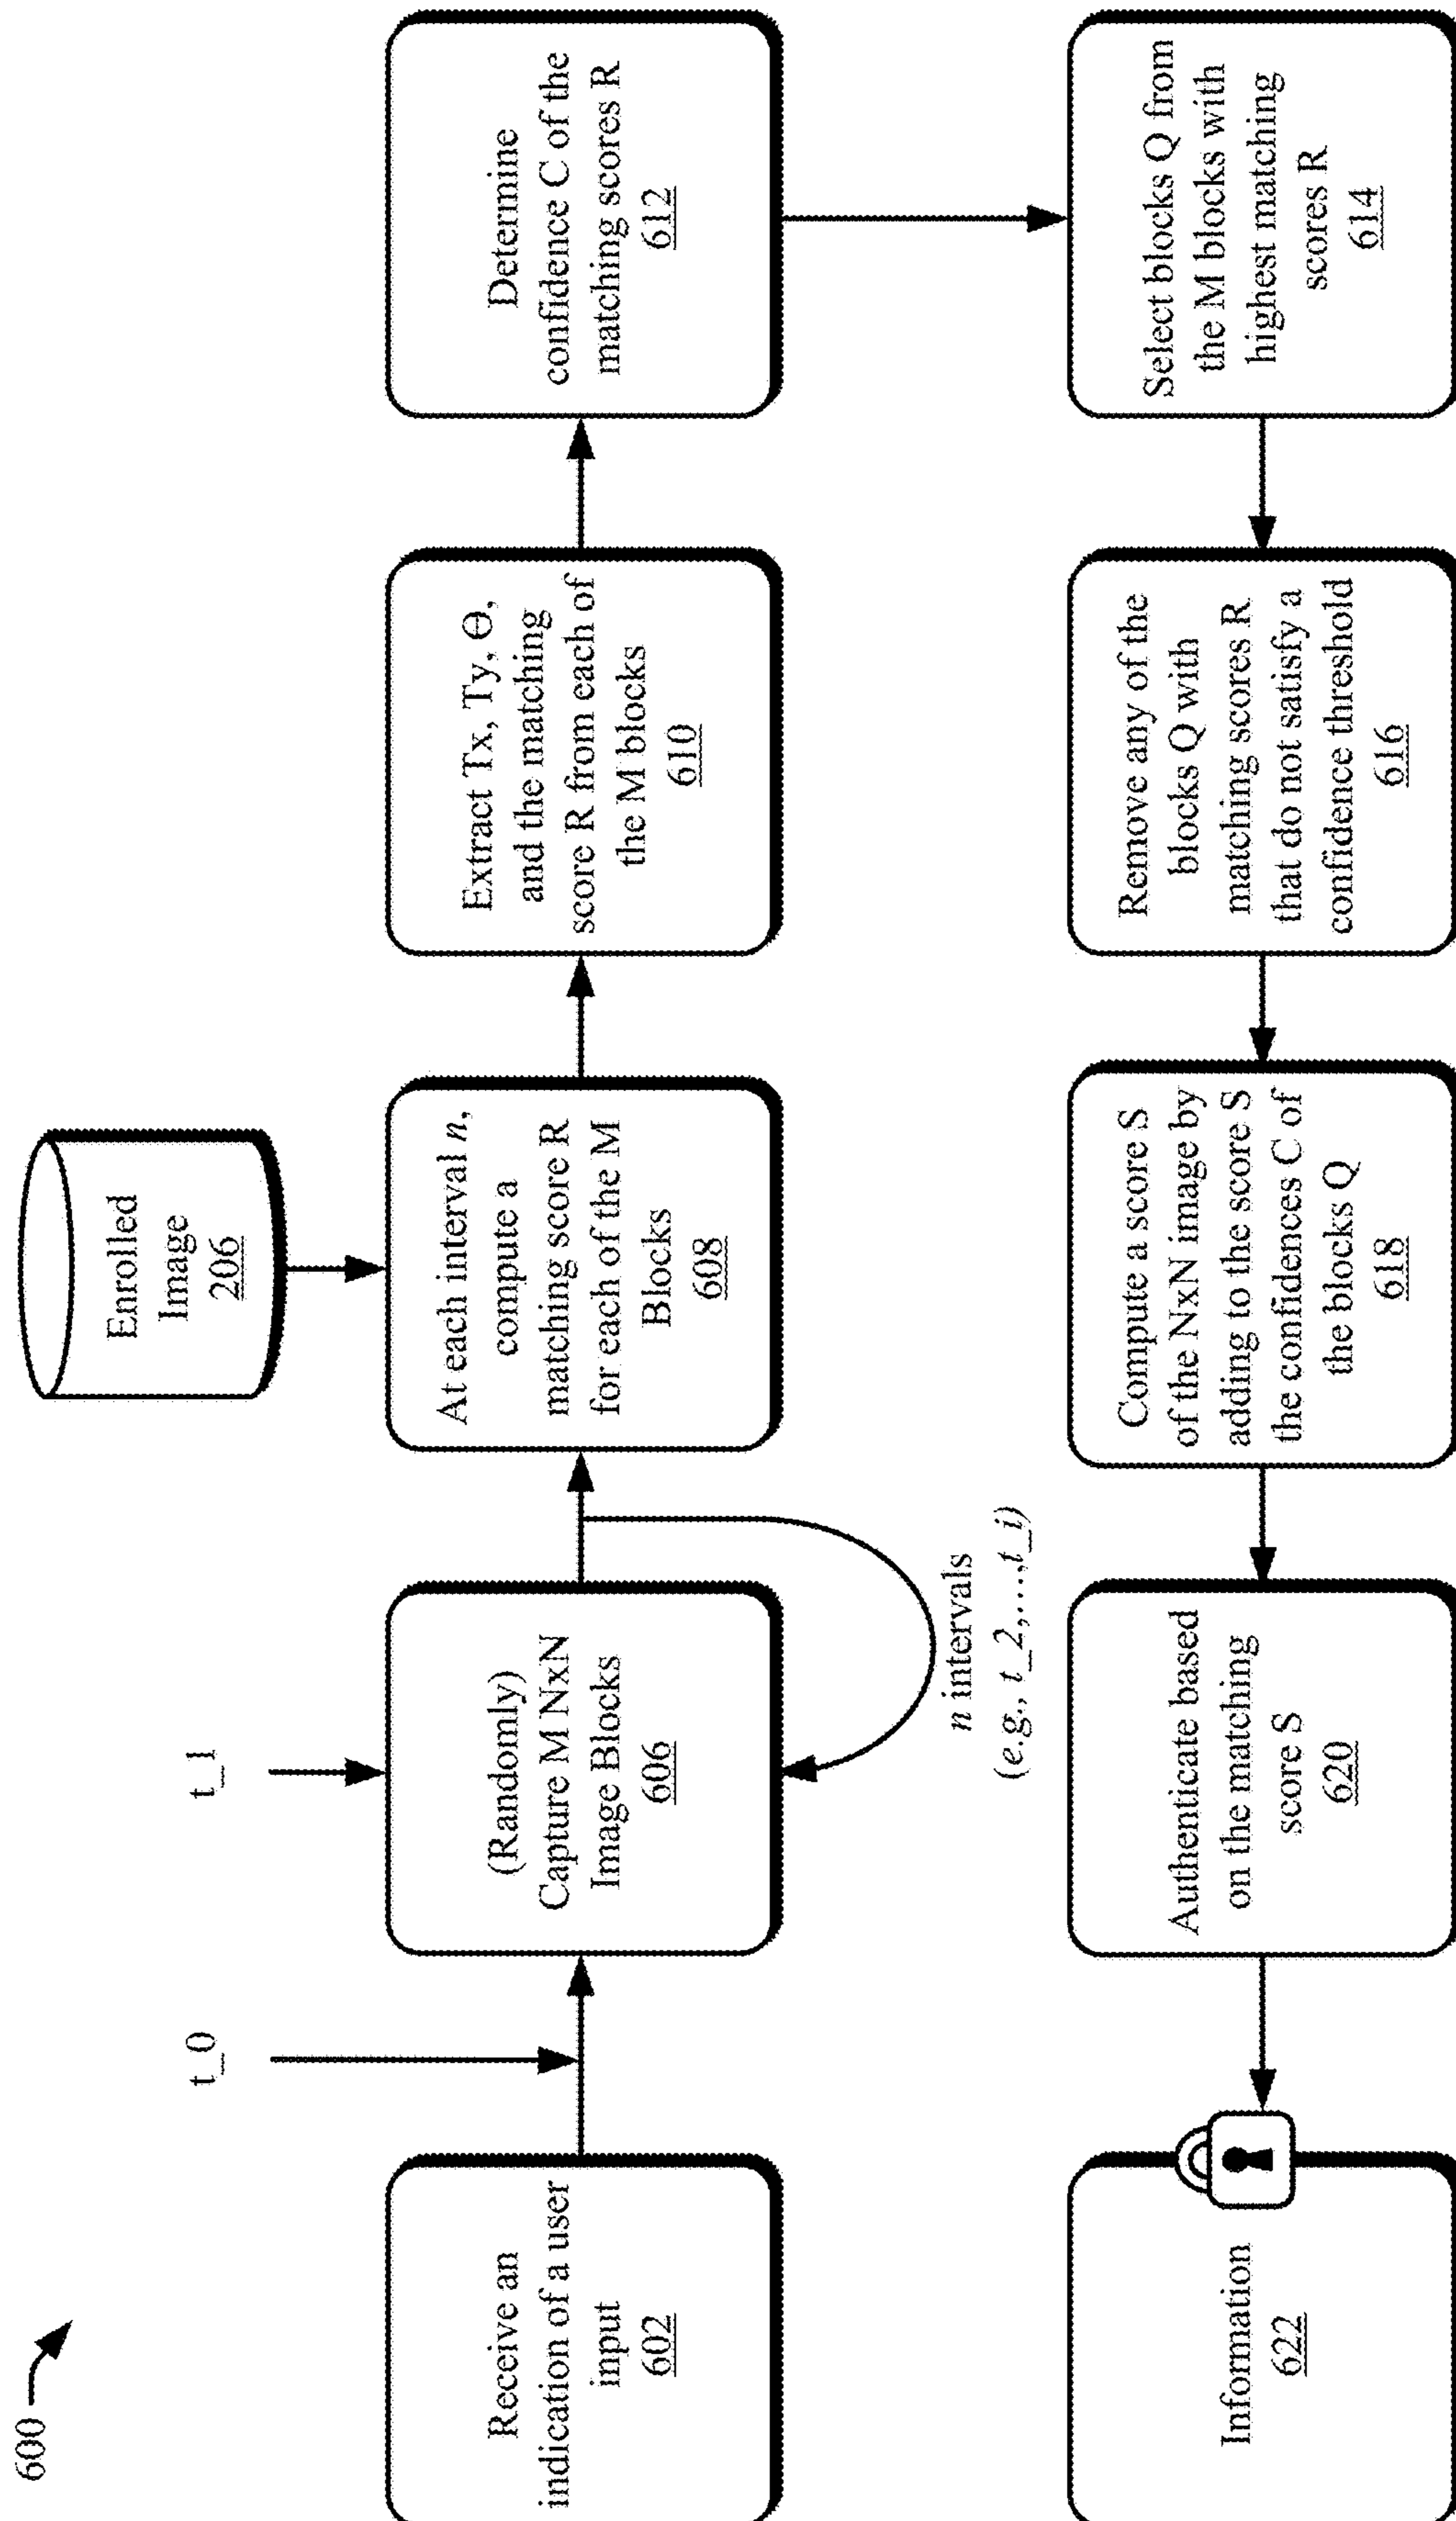 600
Enrolled
Image
206
t_0
t_1
Receive an
indication of a user
input
602
(Randomly)
Capture M NxN
Image Blocks
606
n intervals
(e.g., t_2,...,t_i)
At each interval n,
compute a
matching score R
for each of the M
Blocks
608
Extract Tx, Ty, Θ,
and the matching
score R from each of
the M blocks
610
Determine
confidence C of the
matching scores R
612
Select blocks Q from
the M blocks with
highest matching
scores R
614
Remove any of the
blocks Q with
matching scores R
that do not satisfy a
confidence threshold
616
Compute a score S
of the NxN image by
adding to the score S
the confidences C of
the blocks Q
618
Authenticate based
on the matching
score S
620
Information
622